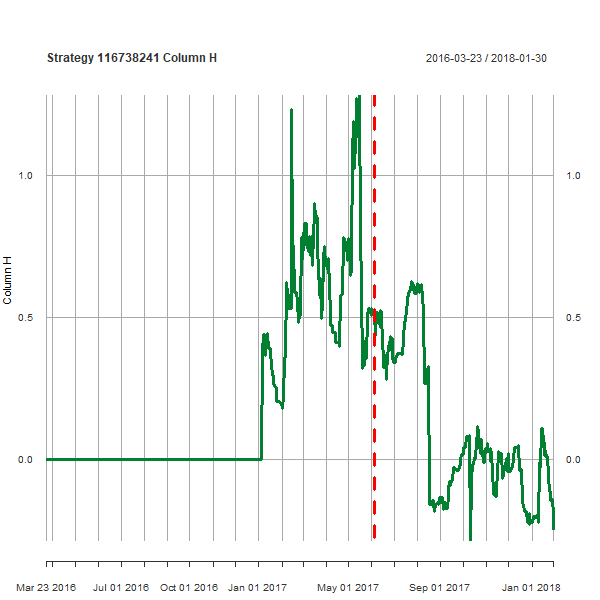 Strategy 116738241 Column H
2016-03-23 / 2018-01-30
1.0 1.0
Column H
0.5 0.5
0.0 0.0
Mar 23 2016 Jul 01 2016 Oct 01 2016 Jan 01 2017 May 01 2017 Sep 01 2017 Jan 01 2018